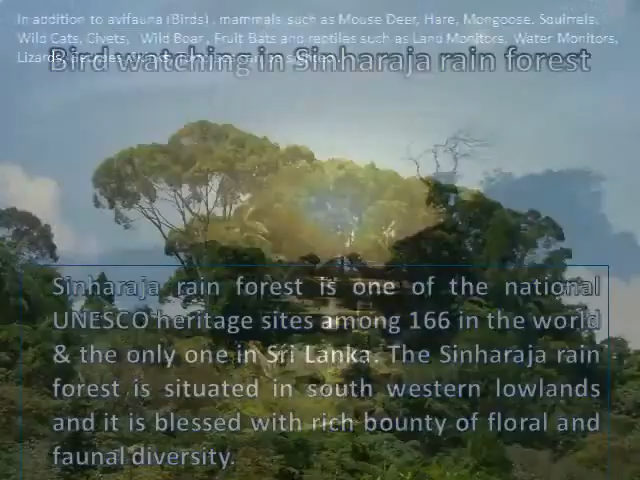 In addition to avifauna (Birds), mammals such as Mouse Deer, Hare, Mongoose, Squirrels,
Wild Cats, Civets, Wild Boar, Fruit Bats and reptiles such as Land Monitors, Water Monitors,
Lizards,
Bird watching in Sinharaja rain forest
Sinharaja rain forest is one of the national
UNESCO heritage sites among 166 in the world
& the only one in Sri Lanka. The Sinharaja rain
forest is situated in south western lowlands
and it is blessed with rich bounty of floral and
faunal diversity.